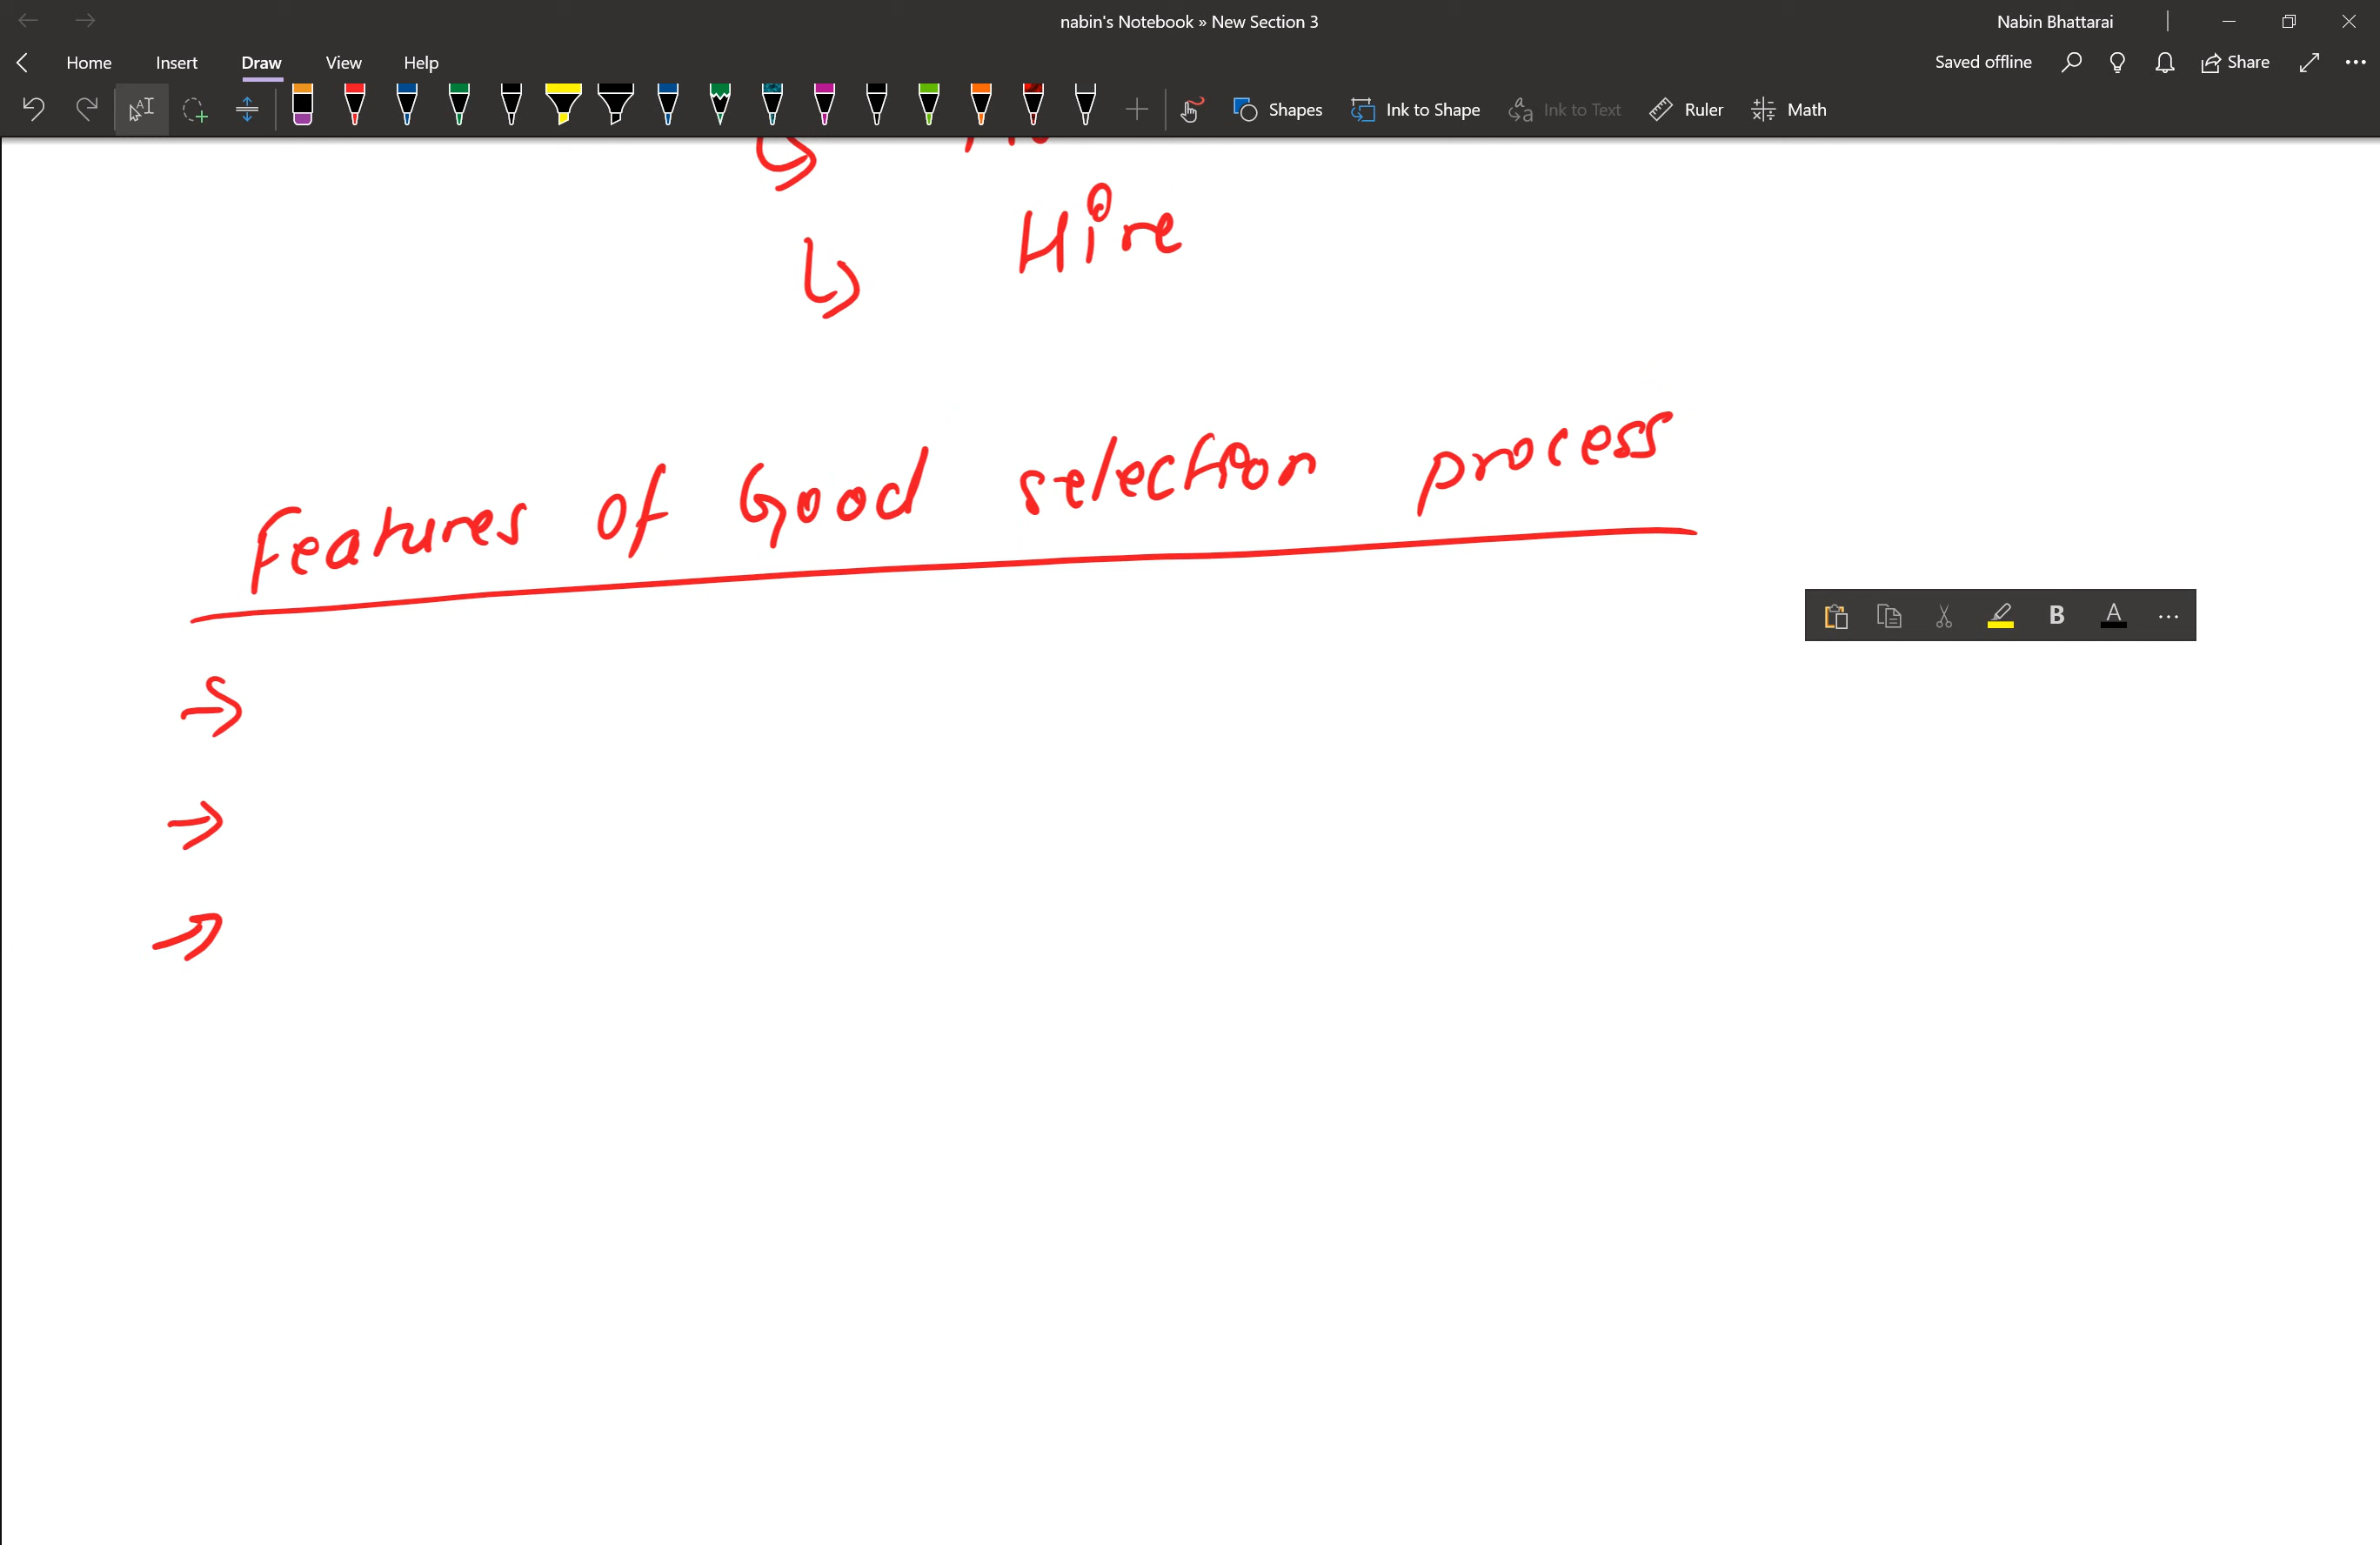 nabin's Notebook » New Section 3
Nabin Bhattarai
Home Insert Draw View Help
Saved offline
Share
Shapes
Ink to Shape
Ink to Text
Ruler
Math
Hire
Features of Good selection process
B A